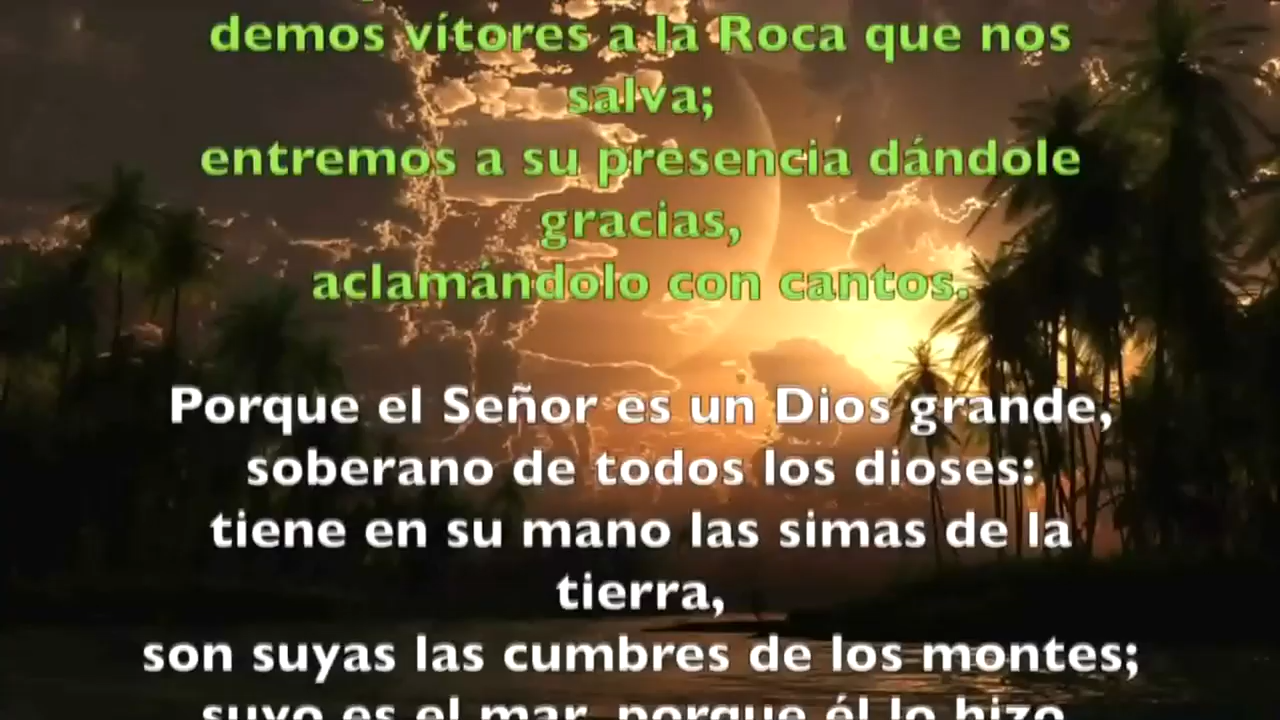 demos vítores a la Roca que nos
salva;
entremos a su presencia dándole
gracias,
aclamándolo con cantos.
Porque el Señor es un Dios grande,
soberano de todos los dioses:
tiene en su mano las simas de la
tierra,
son suyas las cumbres de los montes;
suyo es el mar, porque él lo hizo